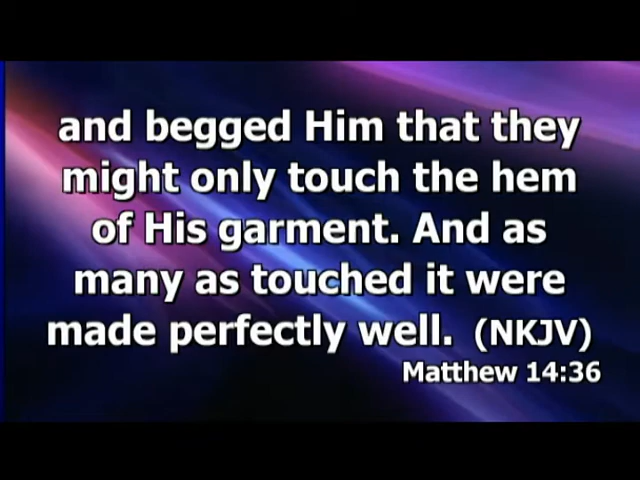 and begged Him that they
might only touch the hem
of His garment. And as
many as touched it were
made perfectly well. (NKJV)
Matthew 14:36